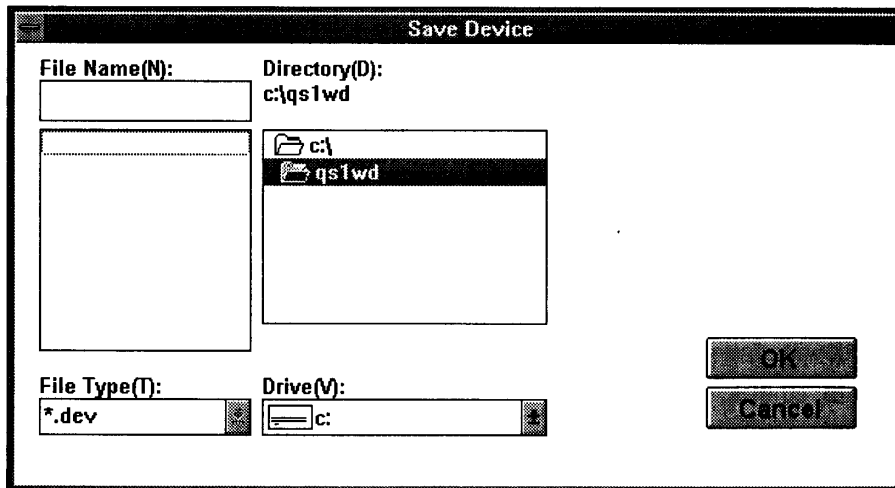 Save Device
File Name(N):
Directory(D):
c:\qs1wd
c:\
qs1wd
OK
Cancel
File Type(T):
*.dev
Drive(V):
c: